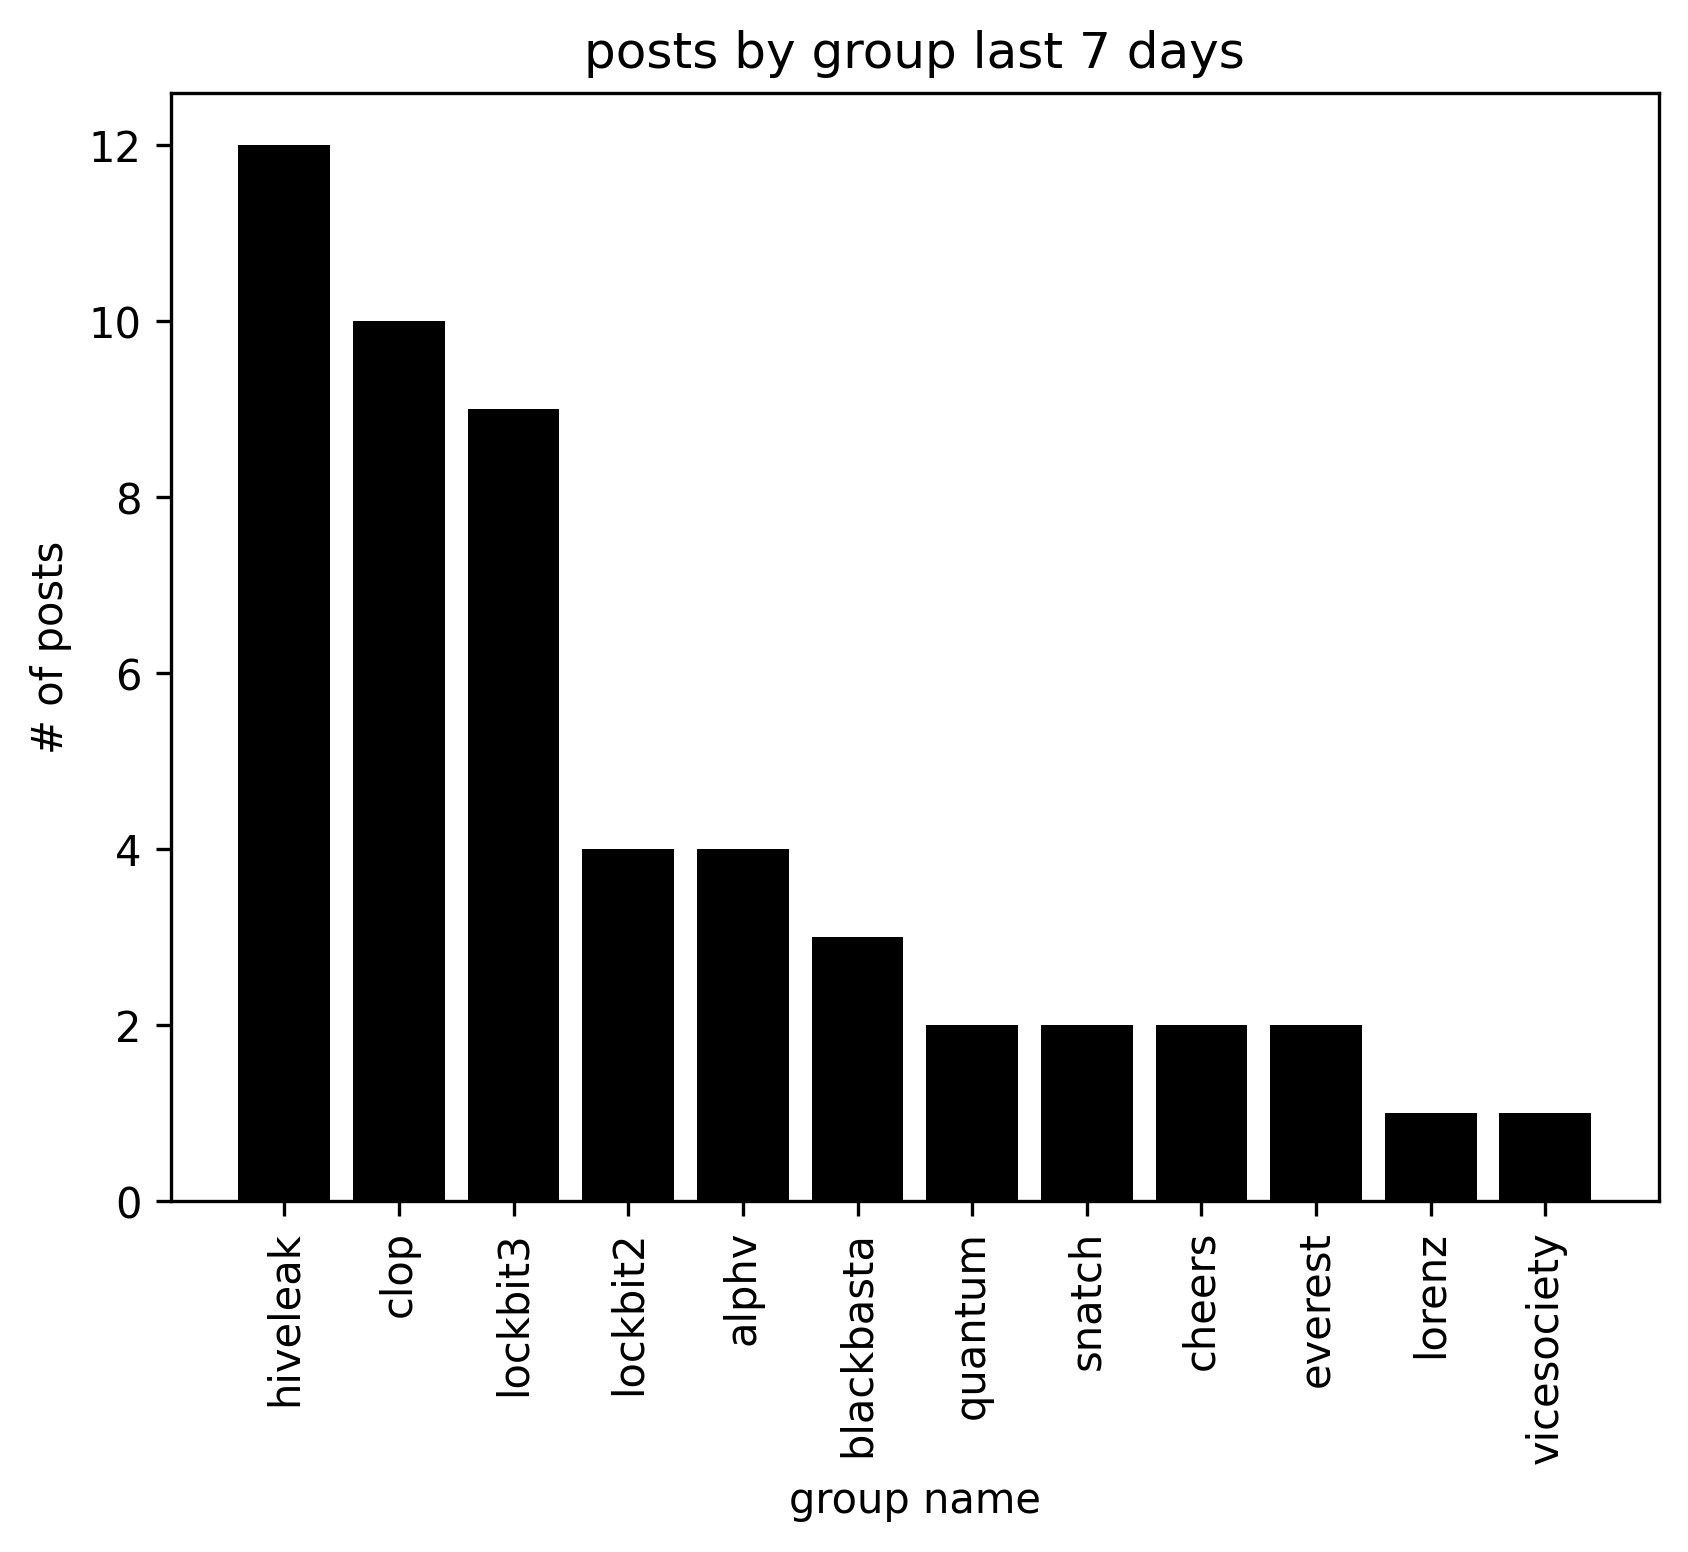 posts by group last 7 days
12
10
8
6
4
2
0
# of posts
hiveleak
clop
lockbit3
lockbit2
alphv
blackbasta
quantum
snatch
cheers
everest
lorenz
vicesociety
group name